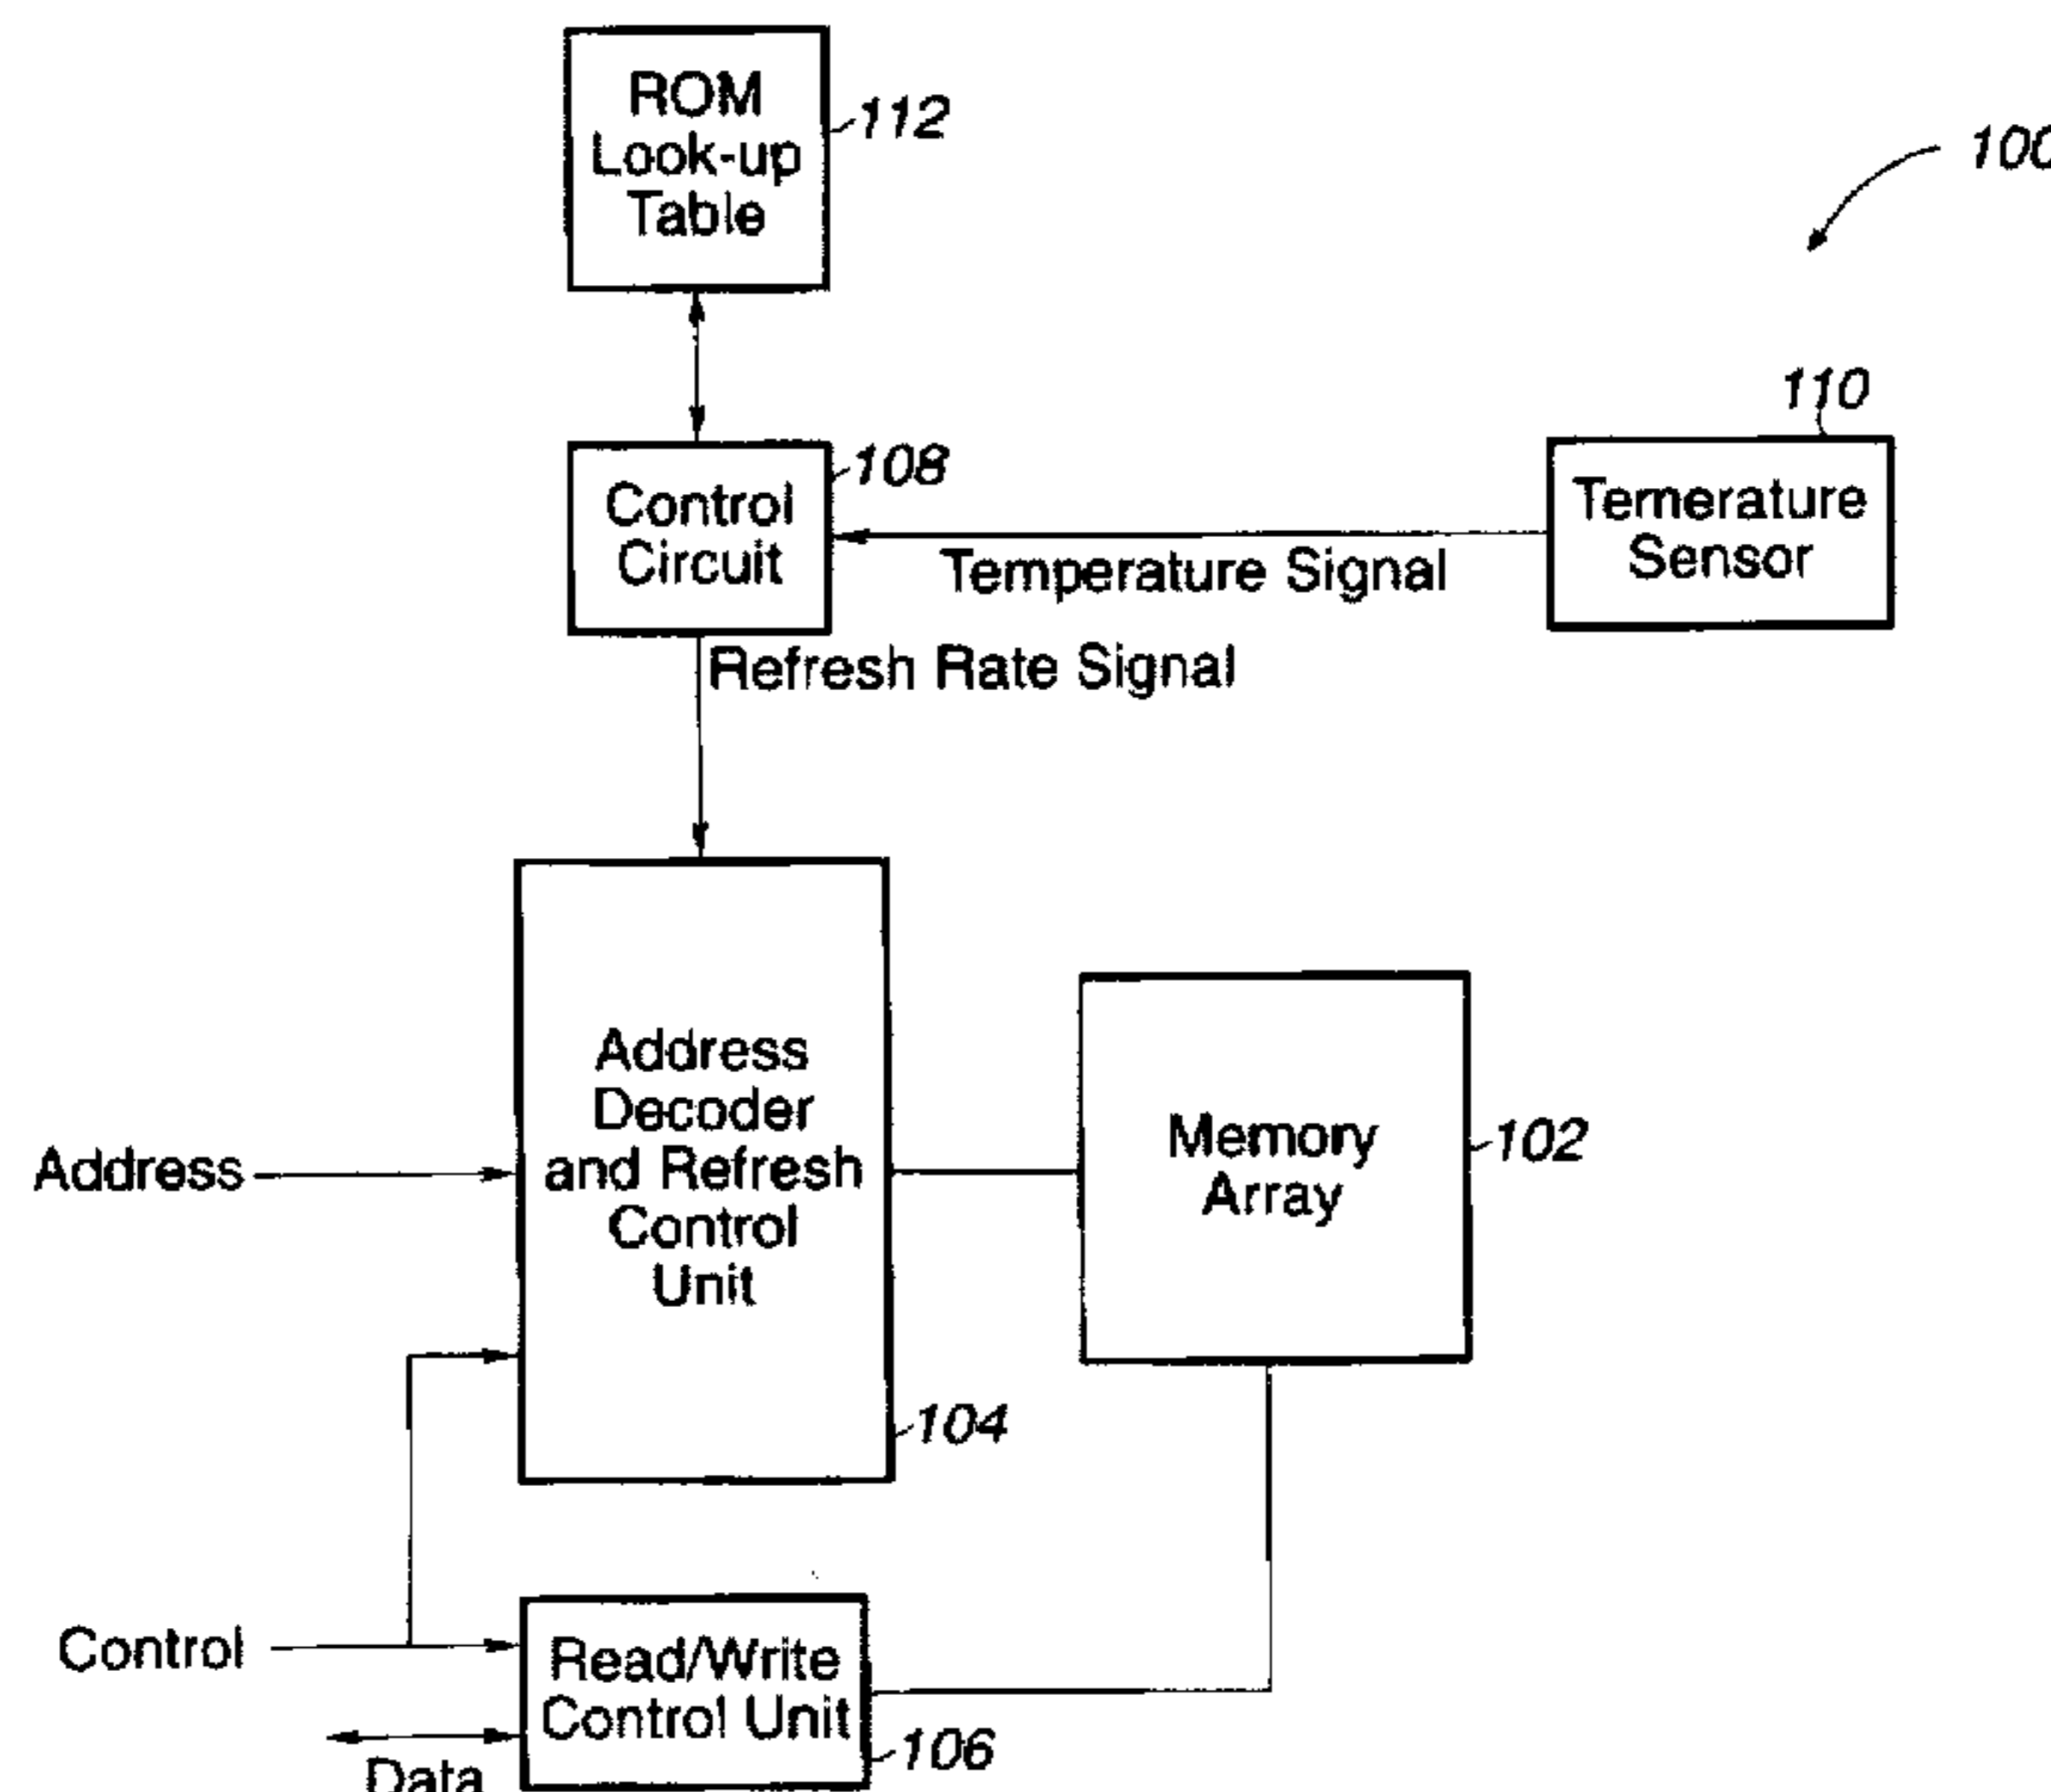 ROM
Look-up
Table
112
100
110
Control
Circuit
108
Temerature
Sensor
Temperature Signal
Refresh Rate Signal
Address
Decoder
and Refresh
Control
Unit
Memory
Array
102
Address
104
Control
Read/Write
Control Unit
106
Data